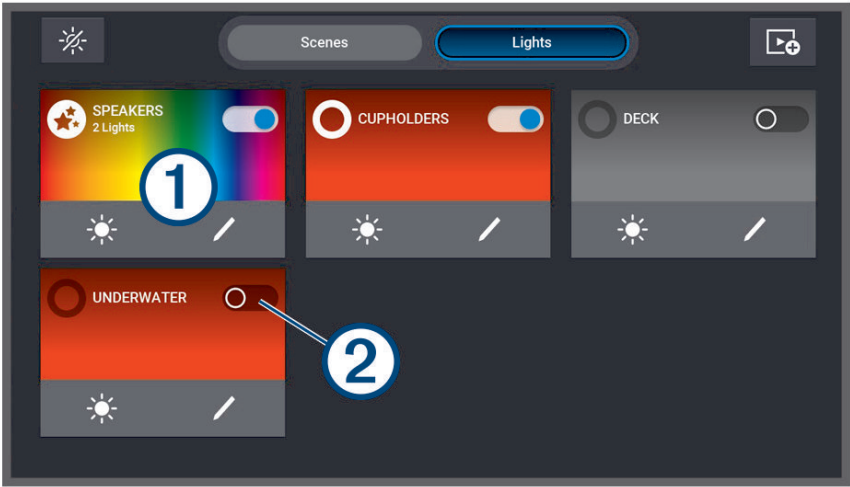 Scenes
Lights
SPEAKERS
2 Lights
CUPHOLDERS
DECK
1
UNDERWATER
2